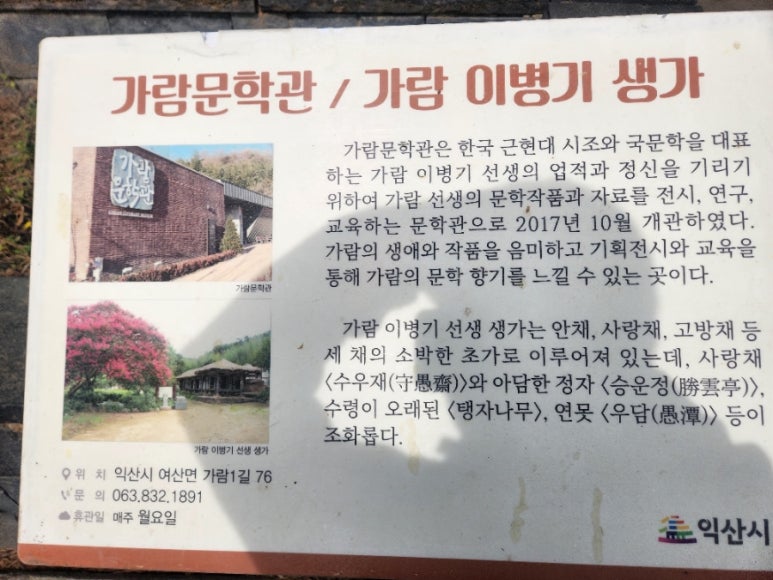 가람문학관 / 가람 이병기 생가
가람문학관은 한국 근현대 시조와 국문학을 대표
하는 가람 이병기 선생의 업적과 정신을 기리기
위하여 가람 선생의 문학작품과 자료를 전시, 연구,
교육하는 문학관으로 2017년 10월 개관하였다.
가람의 생애와 작품을 음미하고 기획전시와 교육을
통해 가람의 문학 향기를 느낄 수 있는 곳이다.
가람 이병기 선생 생가는 안채, 사랑채, 고방채 등
세 채의 소박한 초가로 이루어져 있는데, 사랑채
〈수우재(守愚齋)〉와 아담한 정자 〈승운정(勝雲亭)〉,
수령이 오래된 〈탱자나무〉, 연못 〈우담(愚潭)〉 등이
조화롭다.
가람
문학관
가람문학관
가람 이병기 선생 생가
위 치 익산시 여산면 가람1길 76
문 의 063.832.1891
휴관일 매주 월요일
익산시